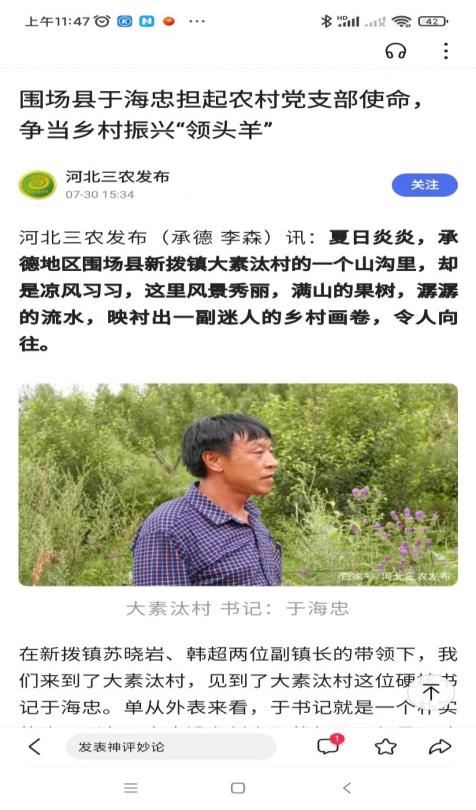 上午11:47
HD
42
围场县于海忠担起农村党支部使命，
争当乡村振兴“领头羊”
河北三农发布
07-30 15:34
关注
河北三农发布（承德 李森）讯：夏日炎炎，承
德地区围场县新拨镇大素汰村的一个山沟里，却
是凉风习习，这里风景秀丽，满山的果树，潺潺
的流水，映衬出一副迷人的乡村画卷，令人向
往。
百家号/河北三农发布
大素汰村 书记：于海忠
在新拨镇苏晓岩、韩超两位副镇长的带领下，我
们来到了大素汰村，见到了大素汰村这位硬
书
记于海忠。单从外表来看，于书记就是一个朴实
发表神评妙论
1